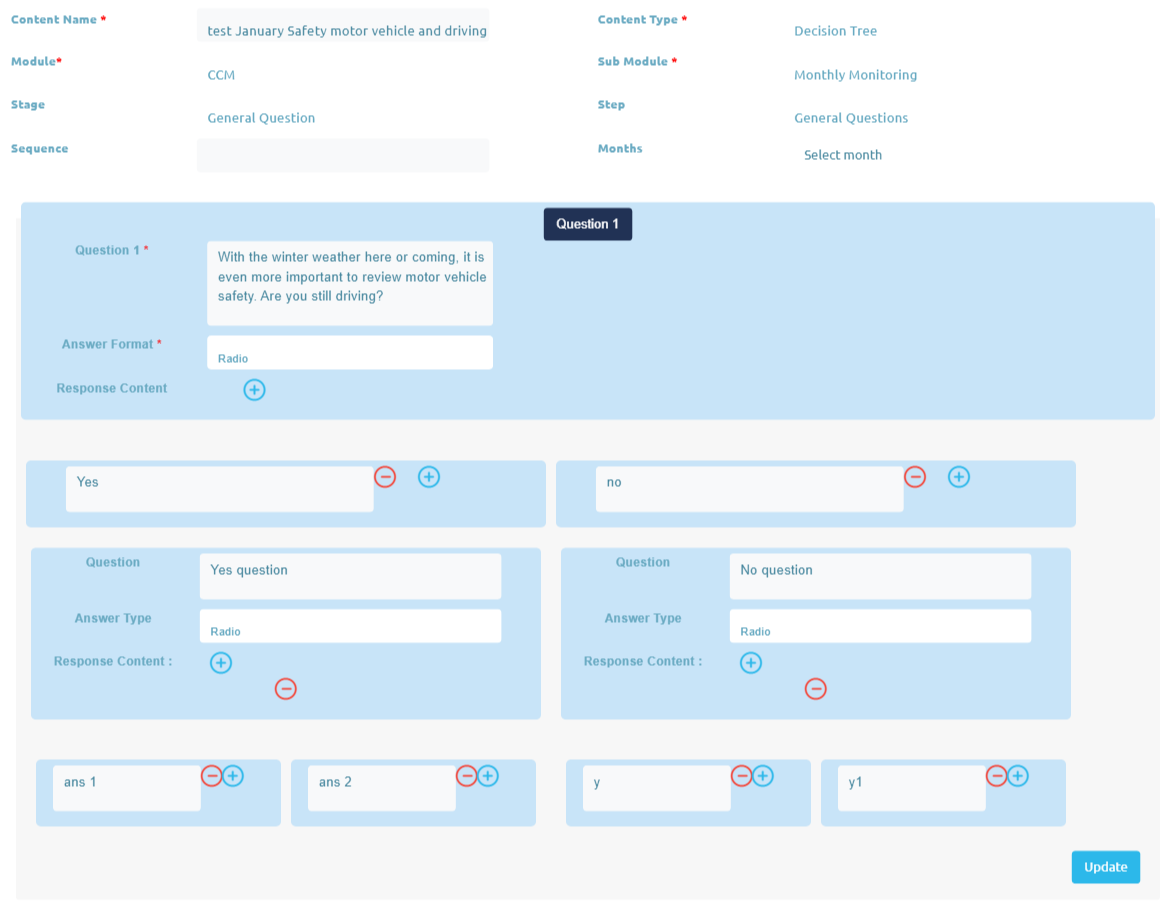 Content Name *
test January Safety motor vehicle and driving
Content Type *
Decision Tree
Module*
CCM
Sub Module *
Monthly Monitoring
Stage
General Question
Step
General Questions
Sequence
Months
Select month
Question 1
Question 1 *
With the winter weather here or coming, it is
even more important to review motor vehicle
safety. Are you still driving?
Answer Format *
Radio
Response Content
Yes
no
Question
Yes question
Answer Type
Radio
Response Content :
Question
No question
Answer Type
Radio
Response Content :
ans 1
ans 2
y
y1
Update